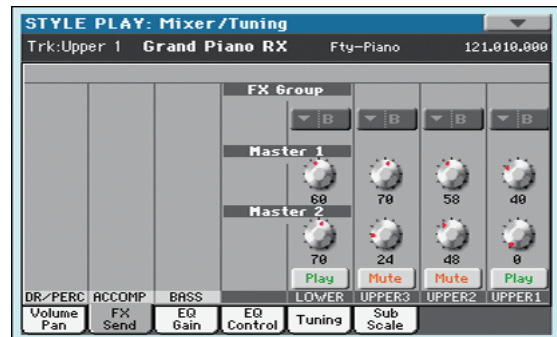 STYLE PLAY: Mixer/Tuning
Trk:Upper 1 Grand Piano RX Fty-Piano 121.010.000
FX Group
B B B B
Master 1
60 70 58 40
Master 2
70 24 48 0
Play Mute Mute Play
DR/PERC ACCOMP BASS LOWER UPPER3 UPPER2 UPPER1
Volume Pan FX Send EQ Gain EQ Control Tuning Sub Scale